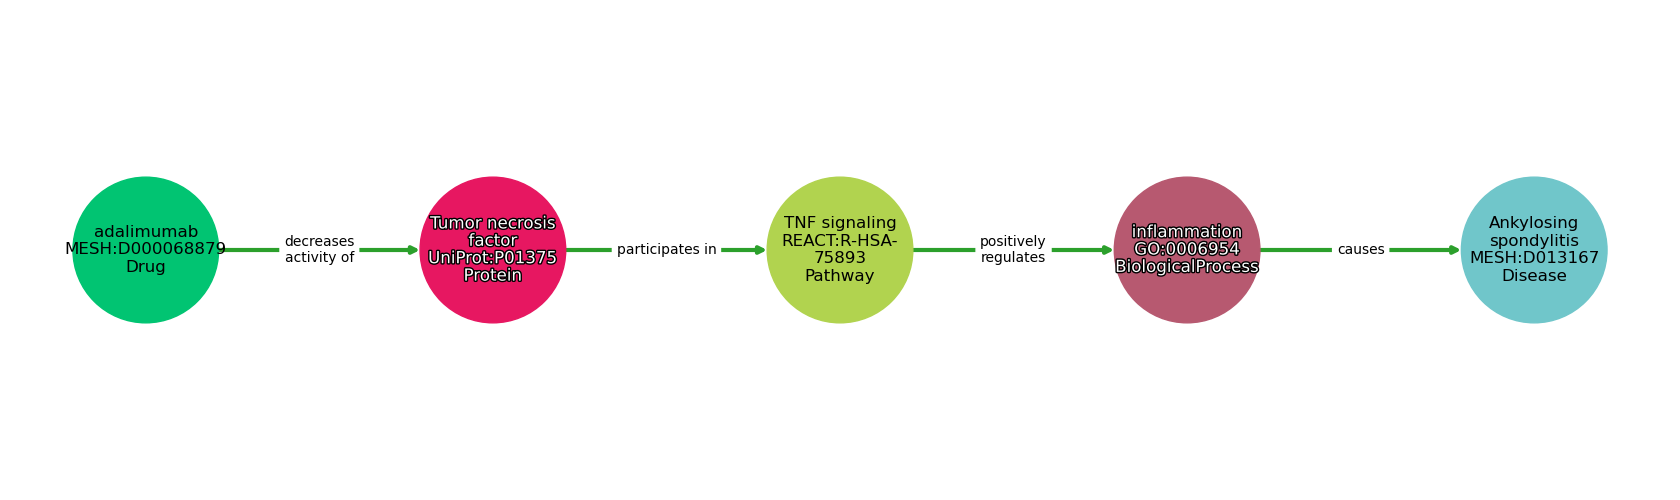 adalimumab
MESH:D000068879
Drug
decreases
activity of
Tumor necrosis
factor
UniProt:P01375
Protein
participates in
TNF signaling
REACT:R-HSA-
75893
Pathway
positively
regulates
inflammation
GO:0006954
BiologicalProcess
causes
Ankylosing
spondylitis
MESH:D013167
Disease